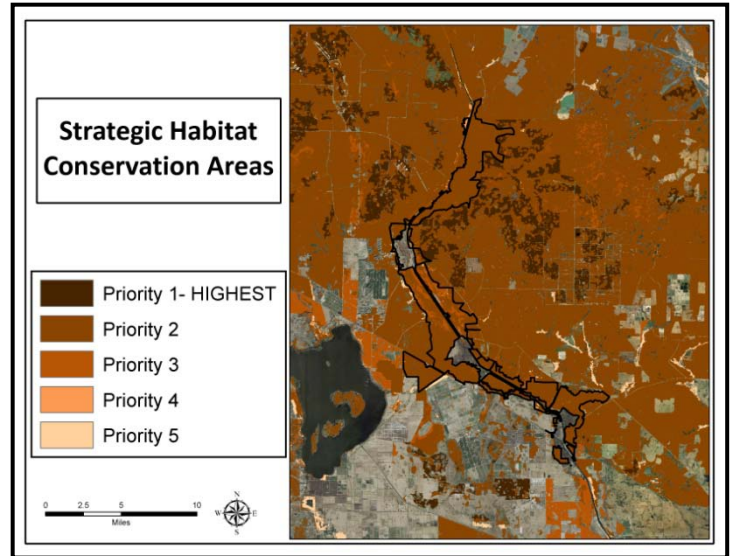 Strategic Habitat
Conservation Areas
Priority 1- HIGHEST
Priority 2
Priority 3
Priority 4
Priority 5
0 2.5 5 10
Miles
N
W E
S